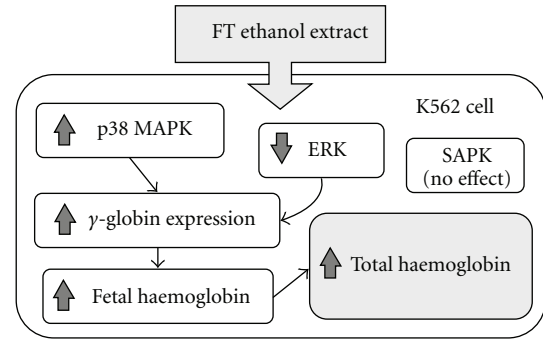 FT ethanol extract
K562 cell
p38 MAPK
ERK
SAPK
(no effect)
γ-globin expression
Total haemoglobin
Fetal haemoglobin